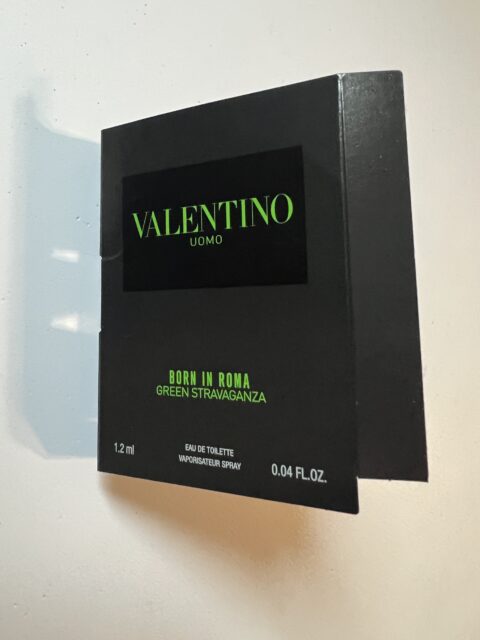 VALENTINO
UOMO
BORN IN ROMA
GREEN STRAVAGANZA
1.2 ml
EAU DE TOILETTE
VAPORISATEUR SPRAY
0.04 FL.OZ.